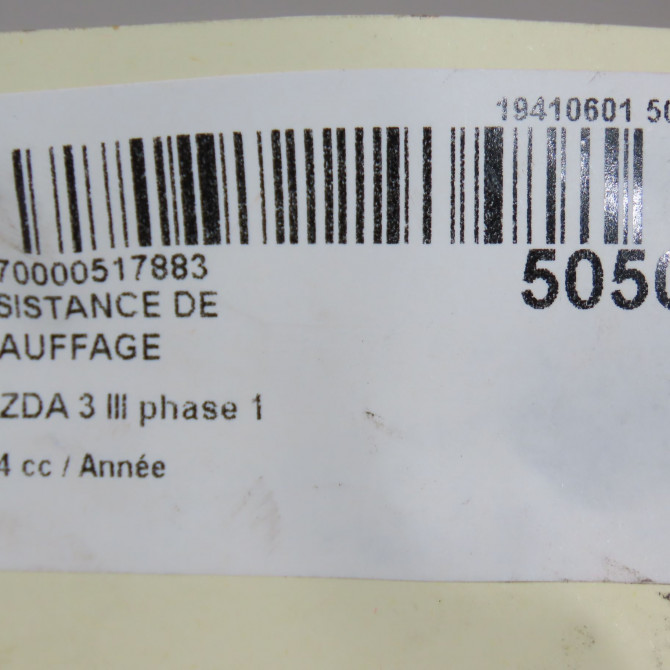 19410601 50
70000517883
5050
SISTANCE DE
AUFFAGE
ZDA 3 III phase 1
4 cc / Année